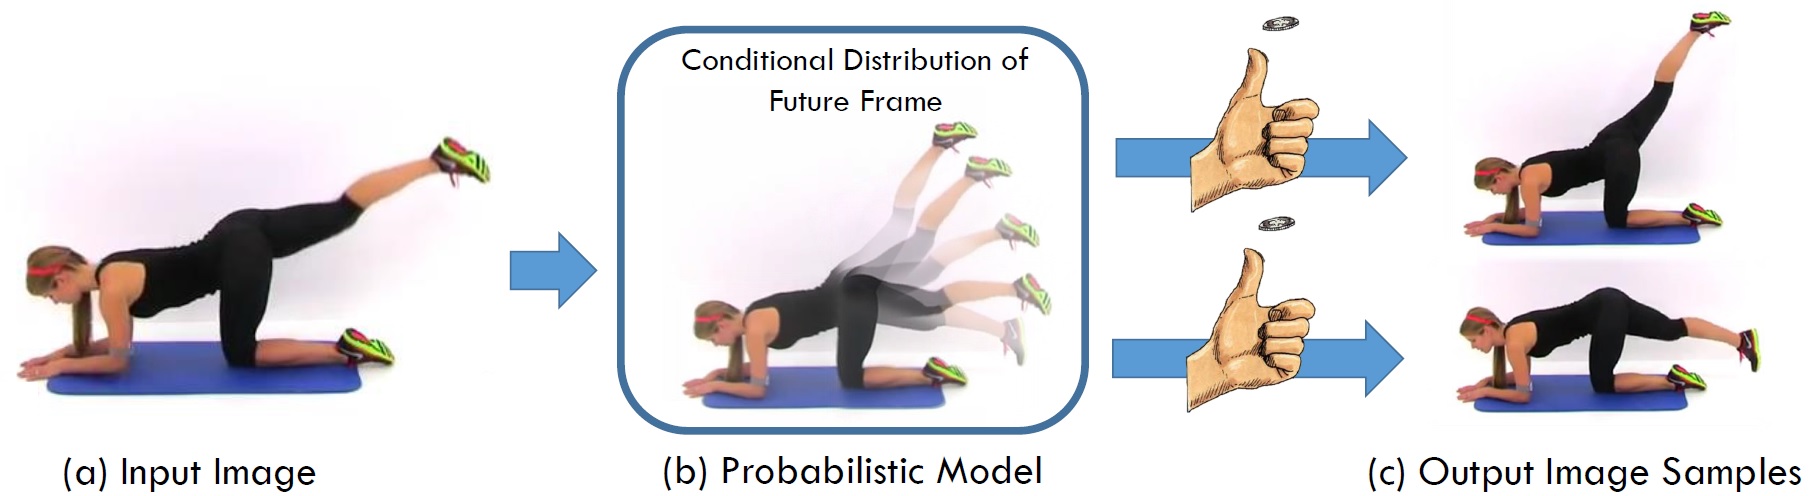 Conditional Distribution of
Future Frame
(a) Input Image
(b) Probabilistic Model
(c) Output Image Samples